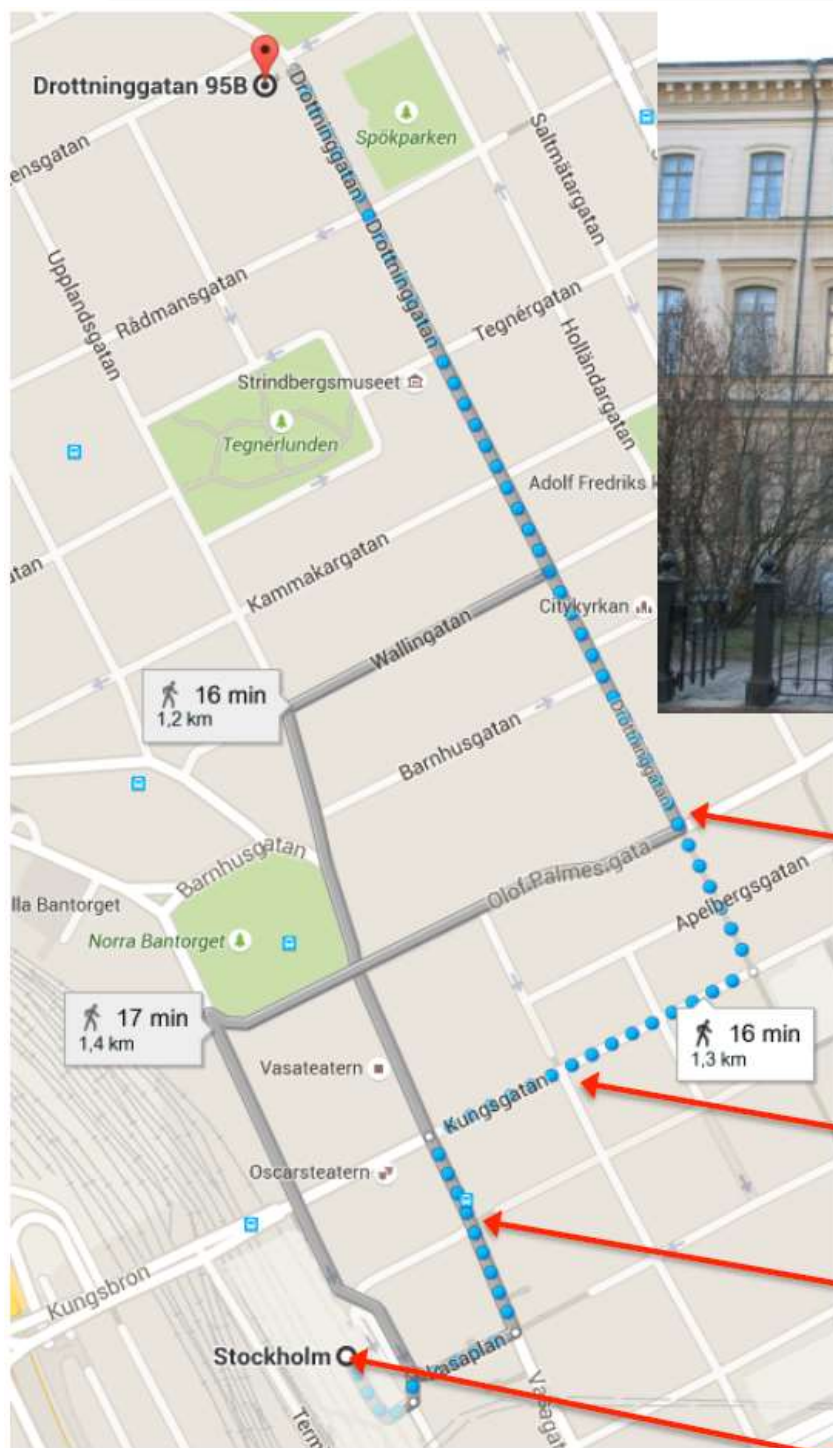 Drottninggatan 95B
Drottninggatan
Spökparken
Saltmätargatan
ensgatan
Drottninggatan
Upplandsgatan
Rådmansgatan
Tegnérgatan
Holländargatan
Strindbergsmuseet
Tegnérlunden
Adolf Fredriks k
atan
Kammakargatan
Citykyrkan
Wallingatan
16 min
1,2 km
Drottninggatan
Barnhusgatan
Barnhusgatan
Olof Palmes gata
lla Bantorget
Apelbergsgatan
Norra Bantorget
17 min
1,4 km
16 min
1,3 km
Vasateatern
Kungsgatan
Oscarsteatern
Kungsbron
Stockholm
Vasaplan
Vasagat
Term